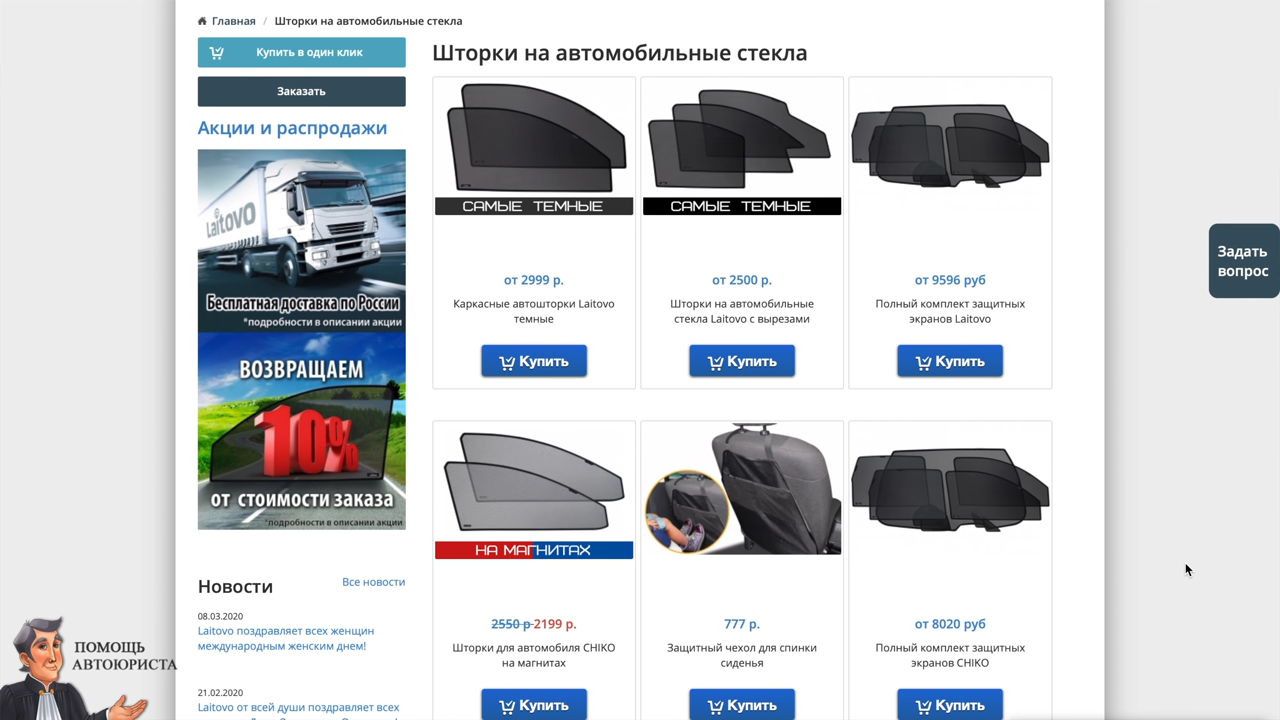 Главная / Шторки на автомобильные стекла
Купить в один клик
Заказать
Акции и распродажи
Laitovo
Бесплатная доставка по России
*подробности в описании акции
ВОЗВРАЩАЕМ
10%
от стоимости заказа
*подробности в описании акции
Новости
Все новости
08.03.2020
Laitovo поздравляет всех женщин
международным женским днем!
21.02.2020
Laitovo от всей души поздравляет всех
Шторки на автомобильные стекла
САМЫЕ ТЕМНЫЕ
от 2999 р.
Каркасные автошторки Laitovo
темные
Купить
САМЫЕ ТЕМНЫЕ
от 2500 р.
Шторки на автомобильные
стекла Laitovo с вырезами
Купить
от 9596 руб
Полный комплект защитных
экранов Laitovo
Купить
НА МАГНИТАХ
2550 р 2199 р.
Шторки для автомобиля CHIKO
на магнитах
Купить
777 р.
Защитный чехол для спинки
сиденья
Купить
от 8020 руб
Полный комплект защитных
экранов CHIKO
Купить
Задать
вопрос
ПОМОЩЬ
АВТОЮРИСТА